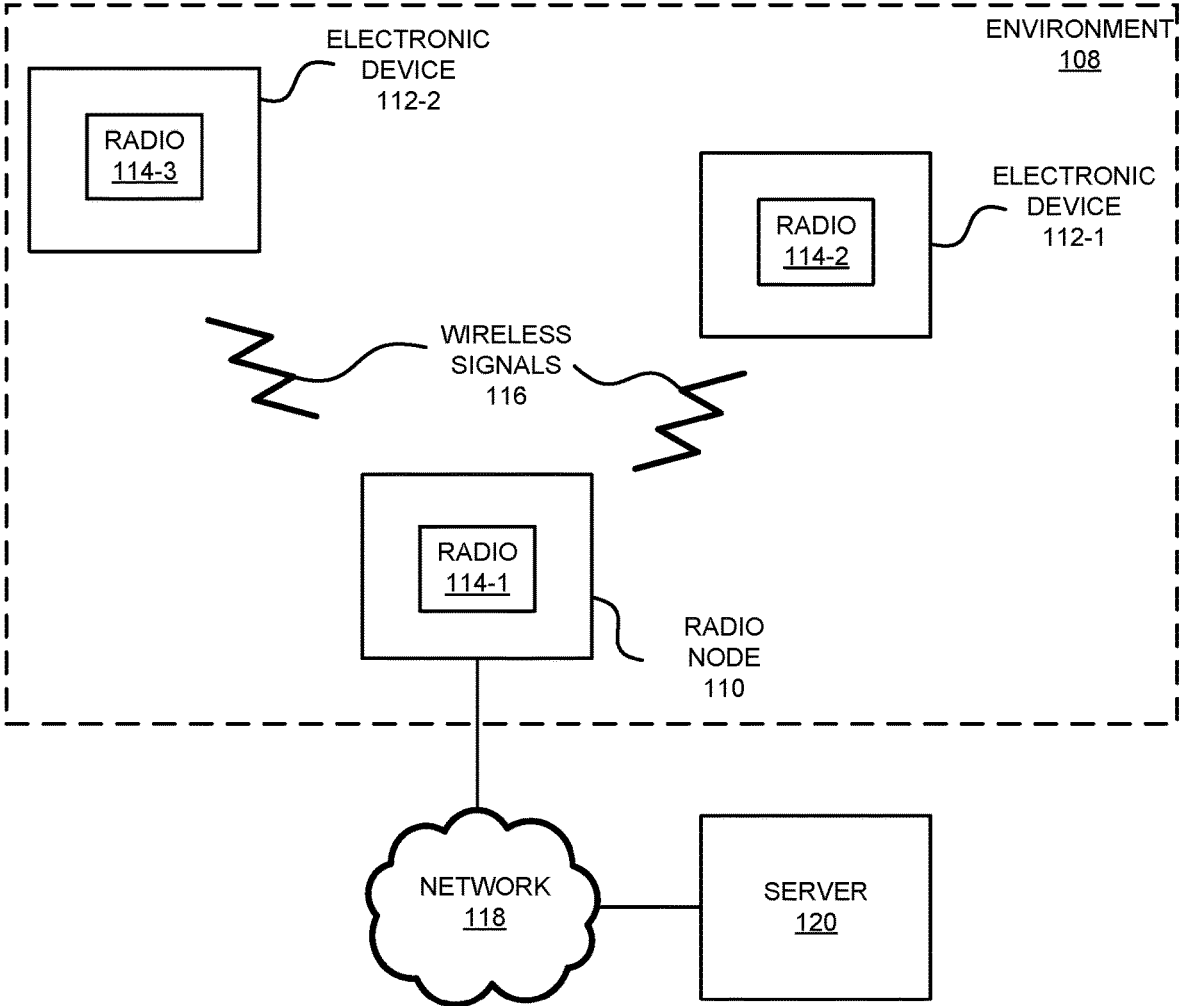 ENVIRONMENT
108
ELECTRONIC
DEVICE
112-2
RADIO
114-3
ELECTRONIC
DEVICE
112-1
RADIO
114-2
WIRELESS
SIGNALS
116
RADIO
114-1
RADIO
NODE
110
NETWORK
118
SERVER
120